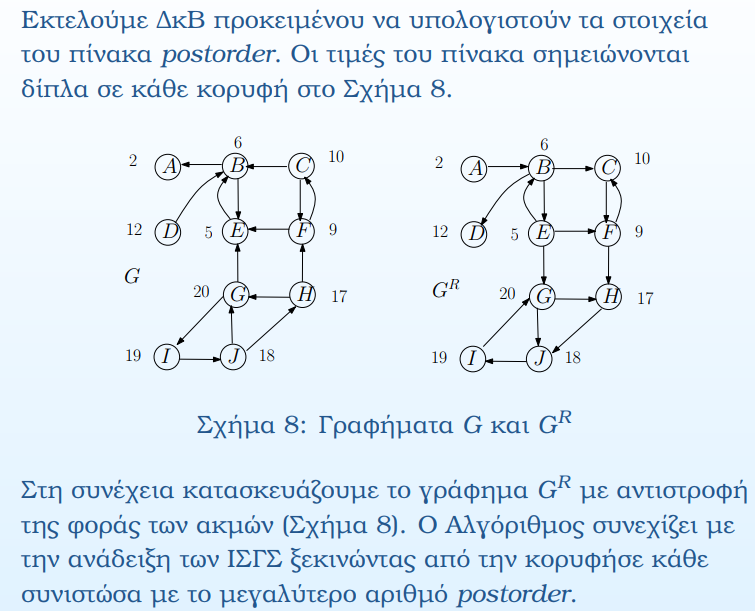 Εκτελούμε ΔκΒ προκειμένου να υπολογιστούν τα στοιχεία
του πίνακα postorder. Οι τιμές του πίνακα σημειώνονται
δίπλα σε κάθε κορυφή στο Σχήμα 8.
2 A 6 B C 10
12 D 5 E F 9
G
20 G H 17
19 I J 18
2 A 6 B C 10
12 D 5 E F 9
G^R
20 G H 17
19 I J 18
Σχήμα 8: Γραφήματα G και G^R
Στη συνέχεια κατασκευάζουμε το γράφημα G^R με αντιστροφή
της φοράς των ακμών (Σχήμα 8). Ο Αλγόριθμος συνεχίζει με
την ανάδειξη των ΙΣΓΣ ξεκινώντας από την κορυφήσε κάθε
συνιστώσα με το μεγαλύτερο αριθμό postorder.